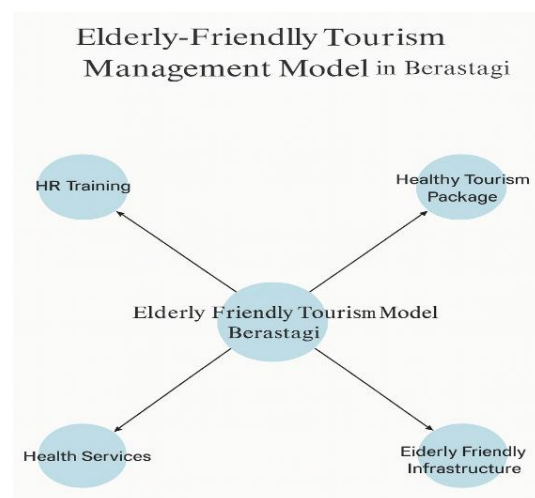 Elderly-Friendlly Tourism
Management Model in Berastagi
HR Training
Healthy Tourism
Package
Elderly Friendly Tourism Model
Berastagi
Health Services
Eiderly Friendly
Infrastructure